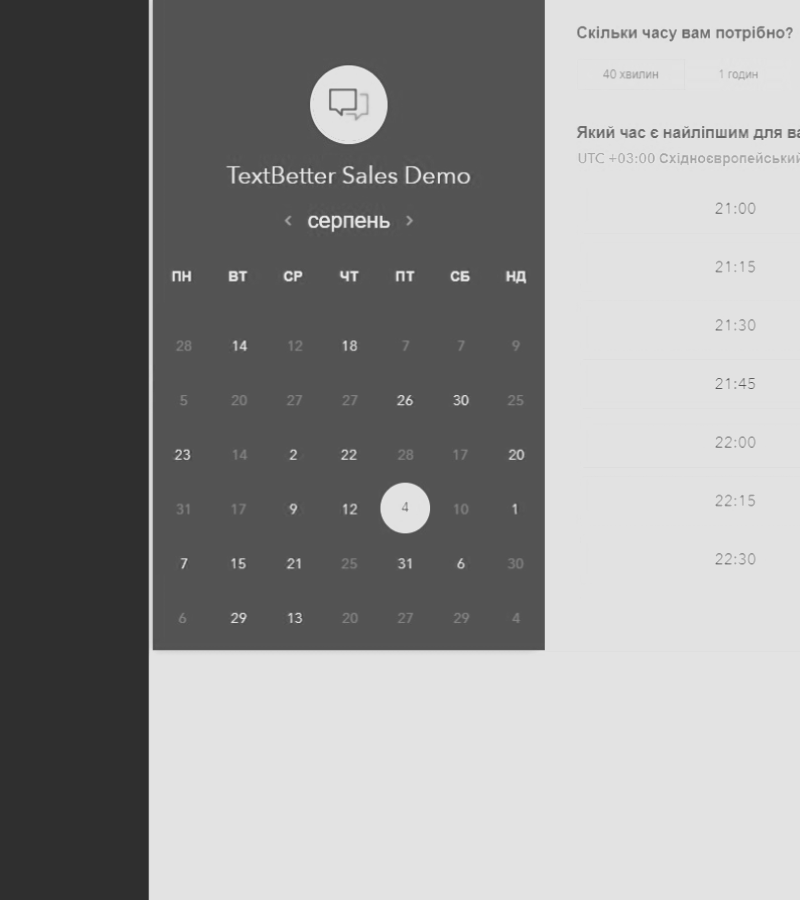 TextBetter Sales Demo
‹ серпень ›
ПН ВТ СР ЧТ ПТ СБ НД
28 14 12 18 7 7 9
5 20 27 27 26 30 25
23 14 2 22 28 17 20
31 17 9 12 4 10 1
7 15 21 25 31 6 30
6 29 13 20 27 29 4
Скільки часу вам потрібно?
40 хвилин 1 годин
Який час є найліпшим для ва
UTC +03:00 Східноєвропейський
21:00
21:15
21:30
21:45
22:00
22:15
22:30